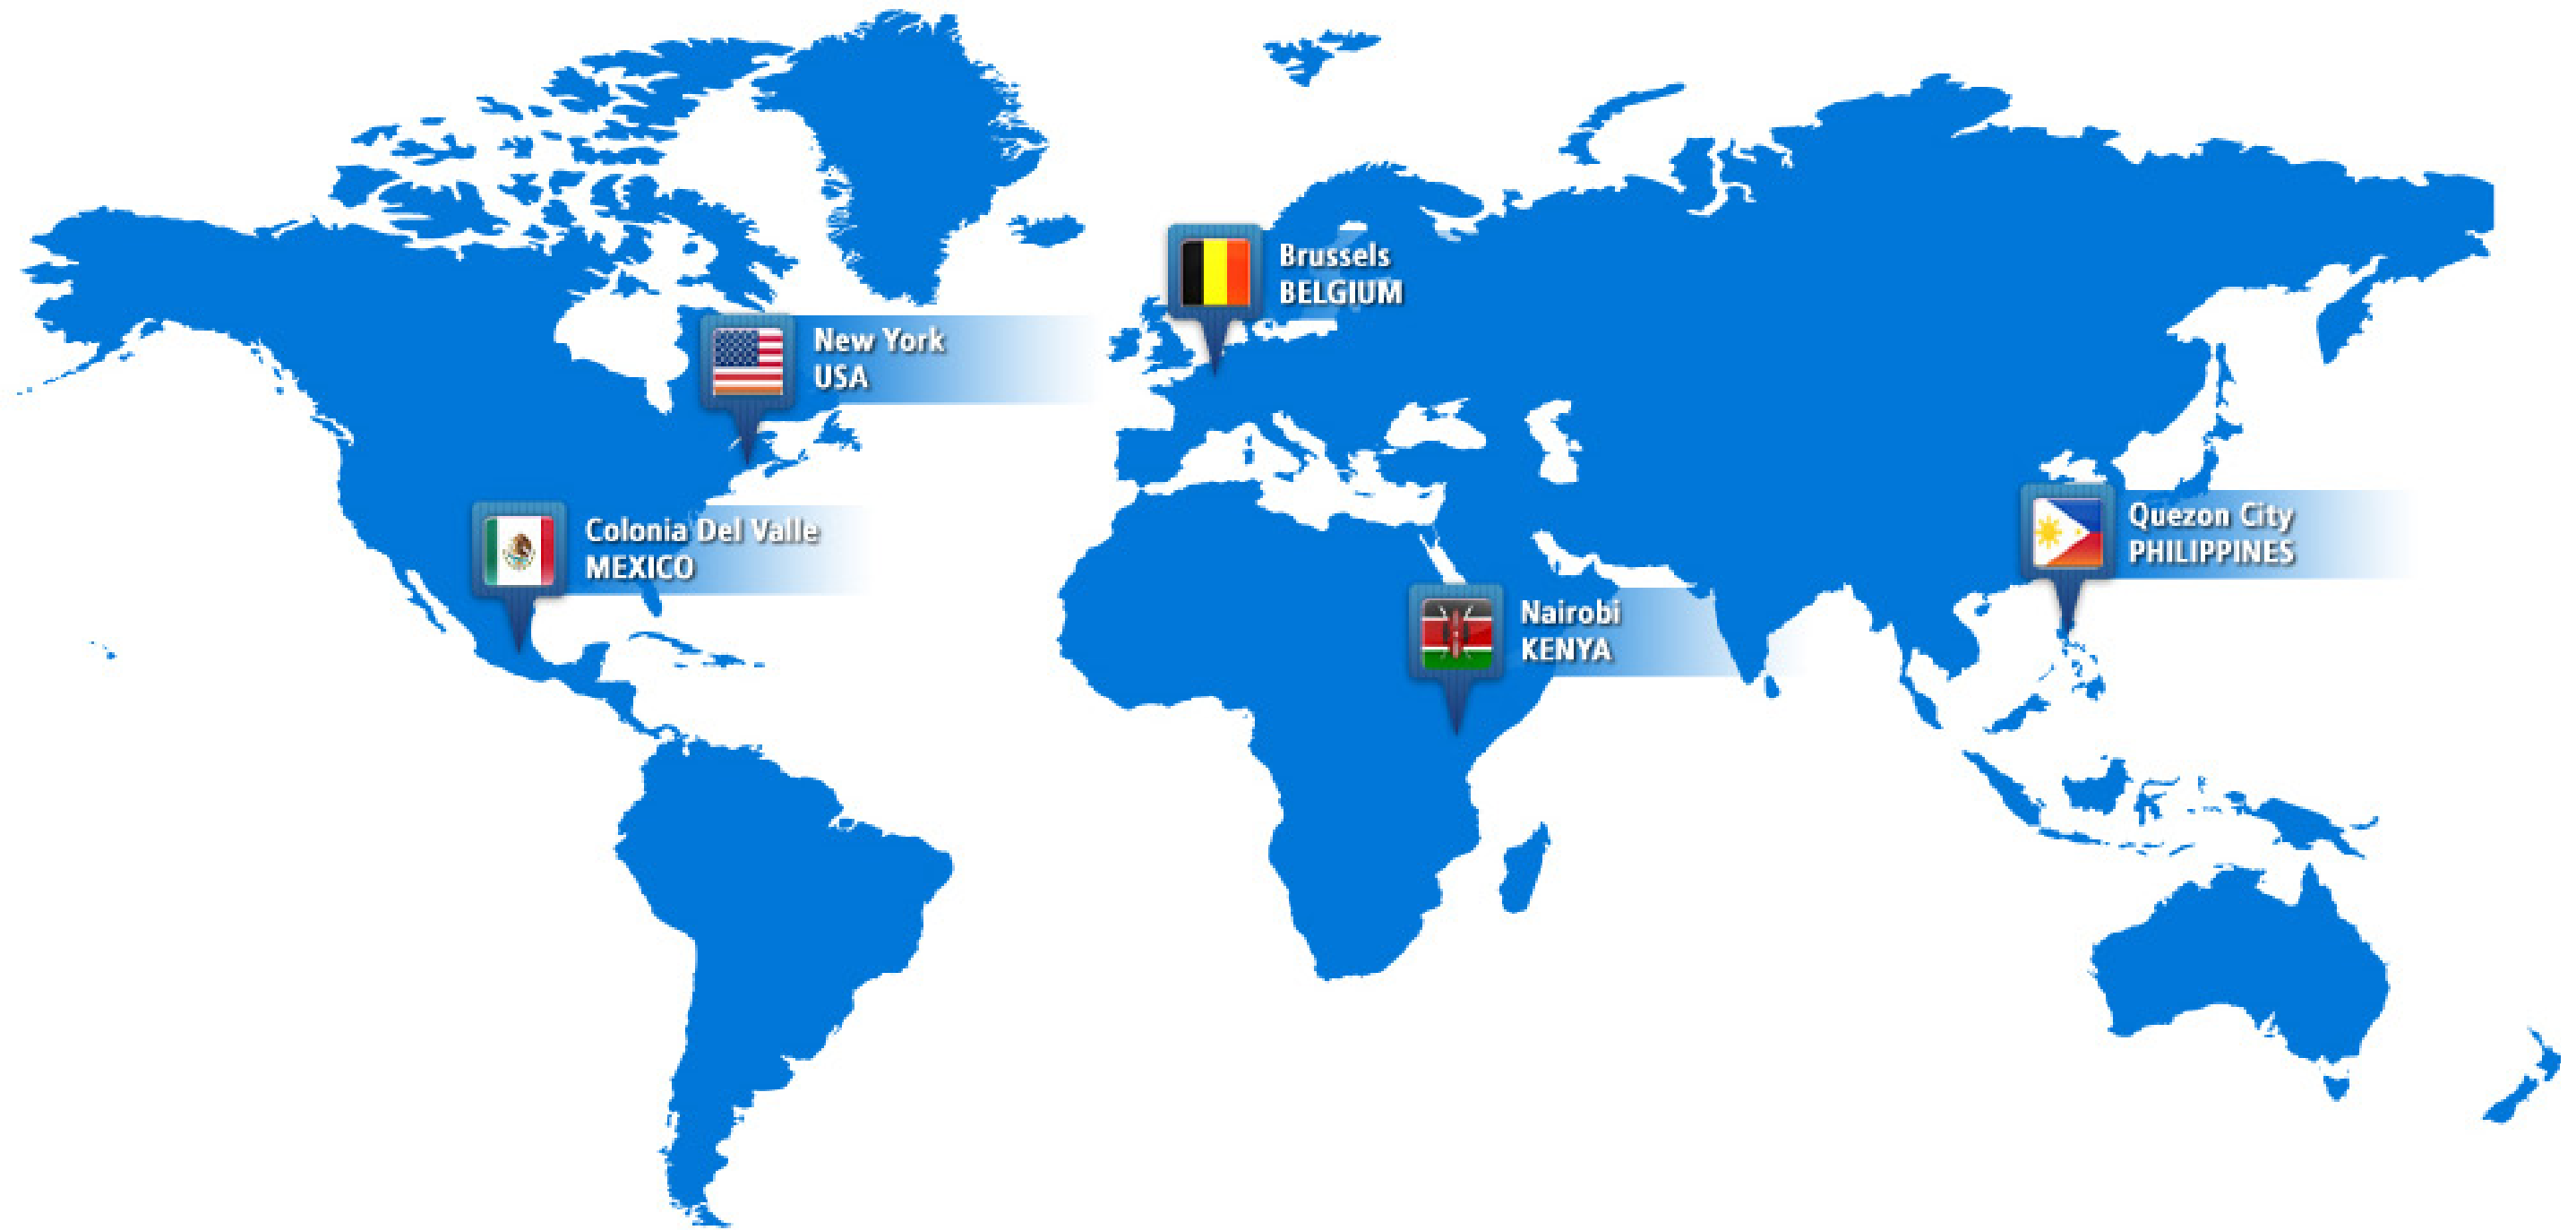 Brussels
BELGIUM
New York
USA
Colonia Del Valle
MEXICO
Quezon City
PHILIPPINES
Nairobi
KENYA